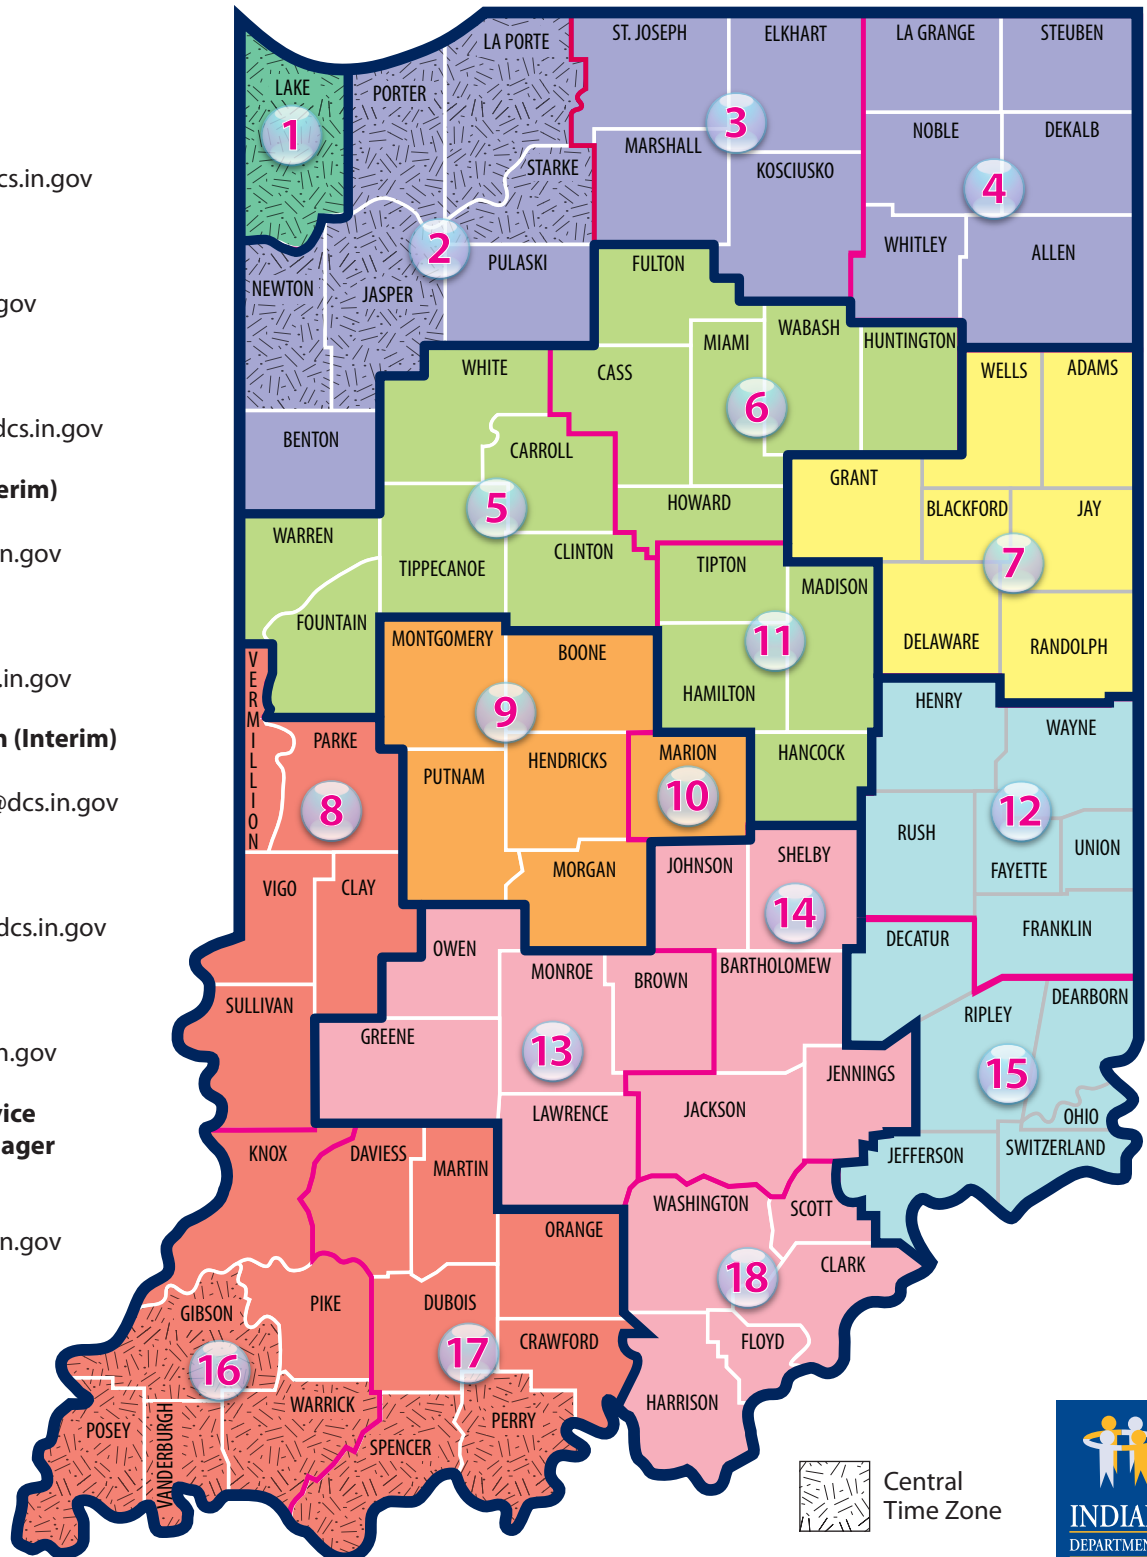 cs.in.gov
gov
dcs.in.gov
erim)
n.gov
.in.gov
n (Interim)
@dcs.in.gov
dcs.in.gov
n.gov
vice
ager
n.gov
LAKE
1
PORTER
LA PORTE
ST. JOSEPH
ELKHART
LA GRANGE
STEUBEN
3
MARSHALL
STARKE
KOSCIUSKO
NOBLE
DEKALB
4
2
NEWTON
JASPER
PULASKI
FULTON
WHITLEY
ALLEN
WHITE
CASS
MIAMI
WABASH
HUNTINGTON
WELLS
ADAMS
6
BENTON
CARROLL
5
HOWARD
GRANT
BLACKFORD
JAY
WARREN
TIPPECANOE
CLINTON
TIPTON
MADISON
7
FOUNTAIN
MONTGOMERY
BOONE
11
HAMILTON
DELAWARE
RANDOLPH
VERMILLION
PARKE
9
HENDRICKS
MARION
HANCOCK
HENRY
WAYNE
8
PUTNAM
10
12
RUSH
FAYETTE
UNION
VIGO
CLAY
MORGAN
JOHNSON
SHELBY
14
OWEN
MONROE
BROWN
BARTHOLOMEW
DECATUR
FRANKLIN
SULLIVAN
GREENE
13
RIPLEY
DEARBORN
JENNINGS
15
LAWRENCE
JACKSON
OHIO
KNOX
DAVIESS
MARTIN
JEFFERSON
SWITZERLAND
ORANGE
WASHINGTON
SCOTT
18
CLARK
GIBSON
PIKE
DUBOIS
17
CRAWFORD
FLOYD
16
HARRISON
POSEY
VANDERBURGH
WARRICK
SPENCER
PERRY
Central
Time Zone
INDIA
DEPARTMEN